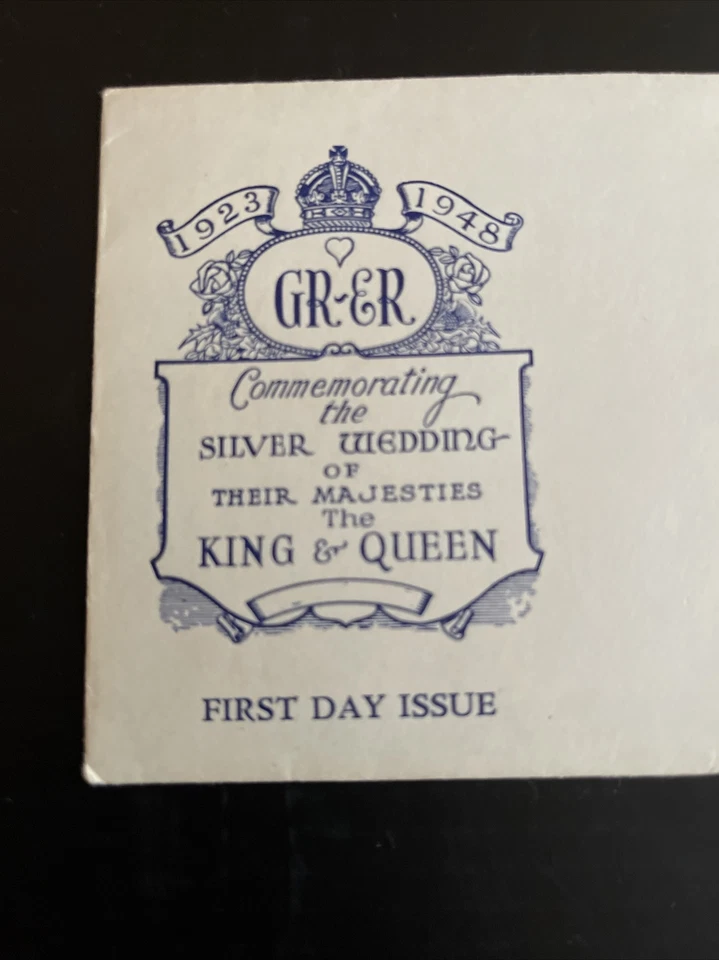 1923
1948
GR-ER
Commemorating
the
SILVER WEDDING
OF
THEIR MAJESTIES
The
KING & QUEEN
FIRST DAY ISSUE